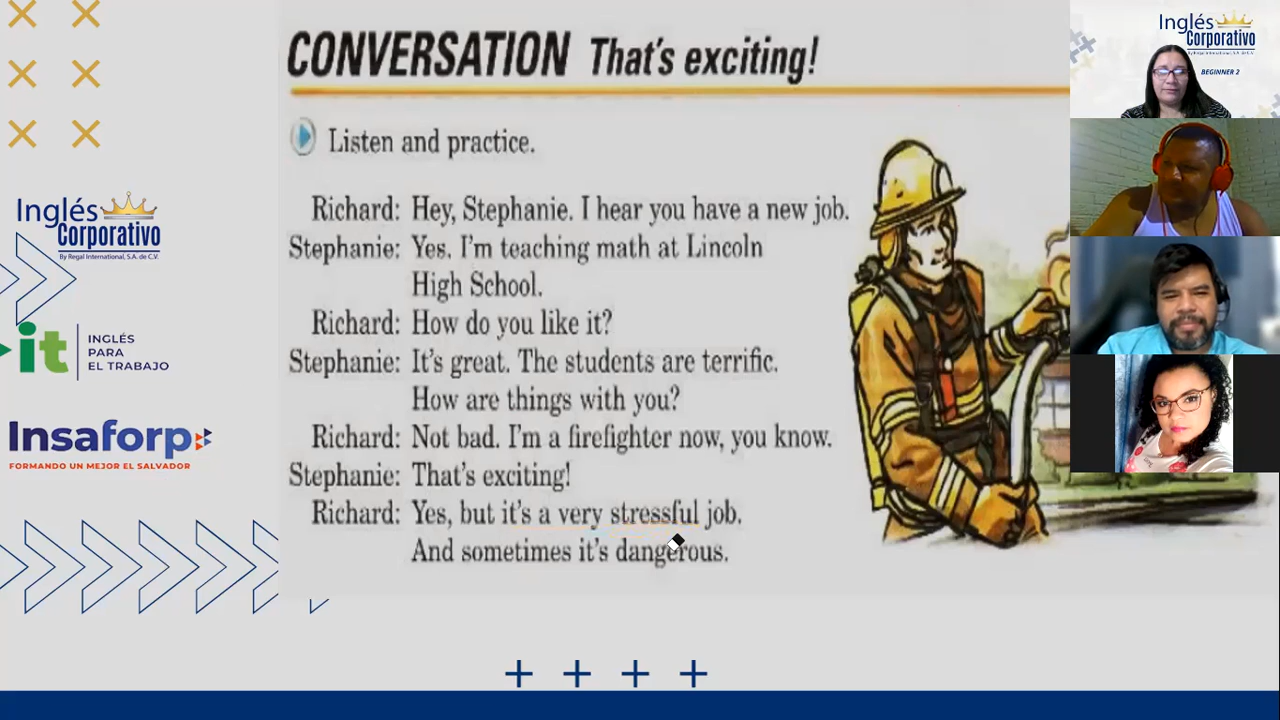 CONVERSATION That's exciting!
Listen and practice.
Richard: Hey, Stephanie. I hear you have a new job.
Stephanie: Yes. I'm teaching math at Lincoln
High School.
Richard: How do you like it?
Stephanie: It's great. The students are terrific.
How are things with you?
Richard: Not bad. I'm a firefighter now, you know.
Stephanie: That's exciting!
Richard: Yes, but it's a very stressful job.
And sometimes it's dangerous.
Inglés
Corporativo
By Regal International, S.A. de C.V.
it INGLÉS
PARA
EL TRABAJO
Insaforp
FORMANDO UN MEJOR EL SALVADOR
Inglés
Corporativo
By Regal International, S.A. de C.V.
BEGINNER 2